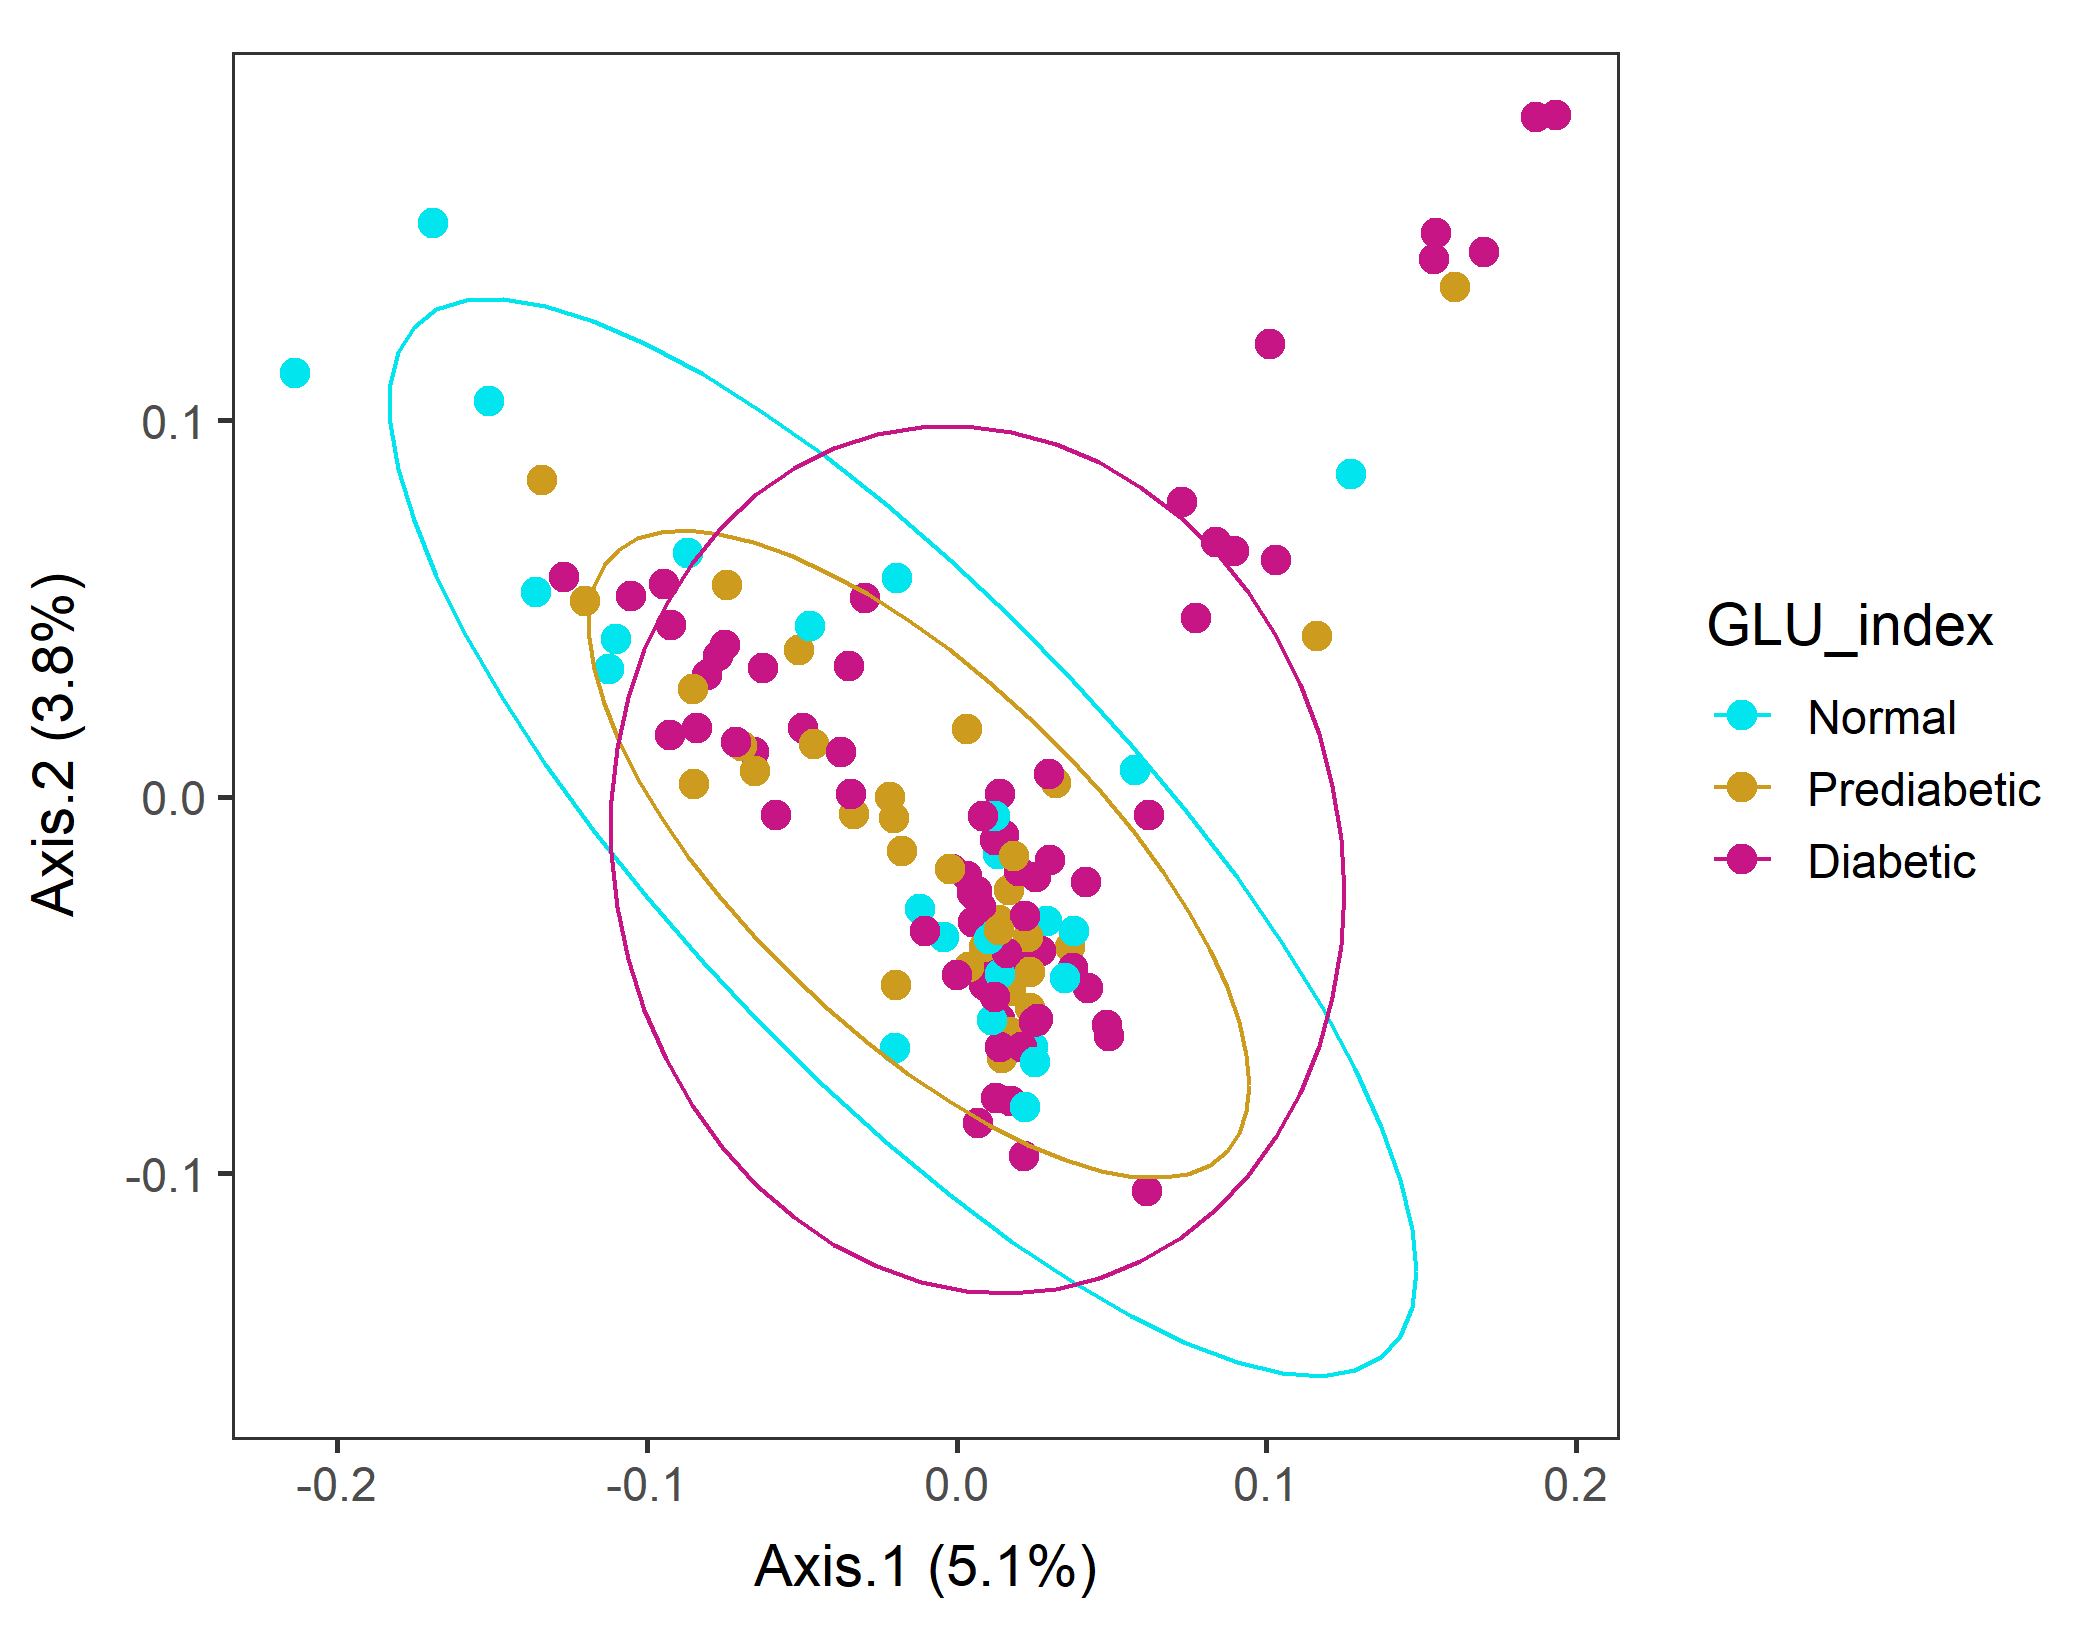 0.1
0.0
-0.1
-0.2
-0.1
0.0
0.1
0.2
Axis.2 (3.8%)
Axis.1 (5.1%)
GLU_index
Normal
Prediabetic
Diabetic